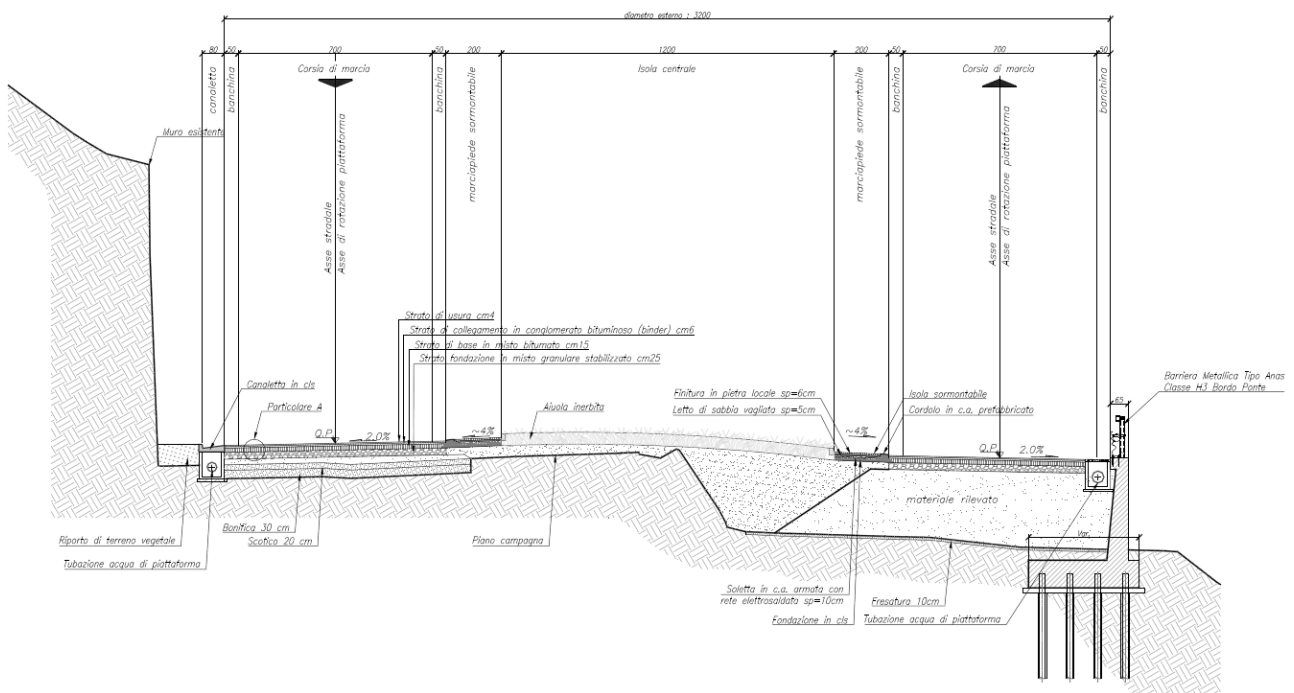 diametro esterno : 3200
80
50
700
50
200
1200
200
50
700
50
canaletta
banchina
Corsia di marcia
banchina
marciapiede sormontabile
Isola centrale
marciapiede sormontabile
banchina
Corsia di marcia
banchina
Asse stradale
Asse di rotazione piattaforma
Asse stradale
Asse di rotazione piattaforma
Muro esistente
Strato di usura cm4
Strato di collegamento in conglomerato bituminoso (binder) cm6
Strato di base in misto bitumato cm15
Strato fondazione in misto granulare stabilizzato cm25
Barriera Metallica Tipo Anas
Classe H3 Bordo Ponte
Canaletta in cls
Particolare A
Aiuola inerbita
Finitura in pietra locale sp=6cm
Letto di sabbia vagliata sp=5cm
Isola sormontabile
Cordolo in c.a. prefabbricato
65
Q.P.
2.0%
~4%
~4%
Q.P.
2.0%
materiale rilevato
Bonifica 30 cm
Scotico 20 cm
Riporto di terreno vegetale
Tubazione acqua di piattaforma
Piano campagna
Var.
Soletta in c.a. armata con
rete elettrosaldata sp=10cm
Fondazione in cls
Fresatura 10cm
Tubazione acqua di piattaforma